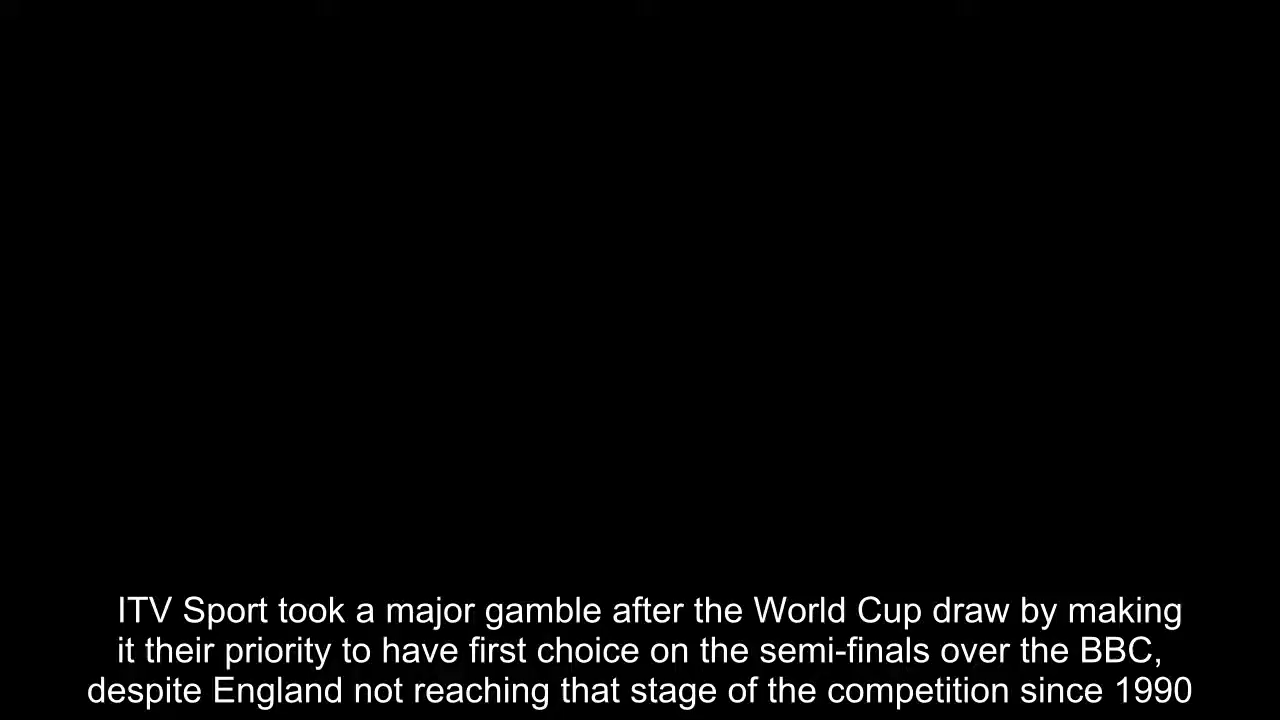 ITV Sport took a major gamble after the World Cup draw by making
it their priority to have first choice on the semi-finals over the BBC,
despite England not reaching that stage of the competition since 1990